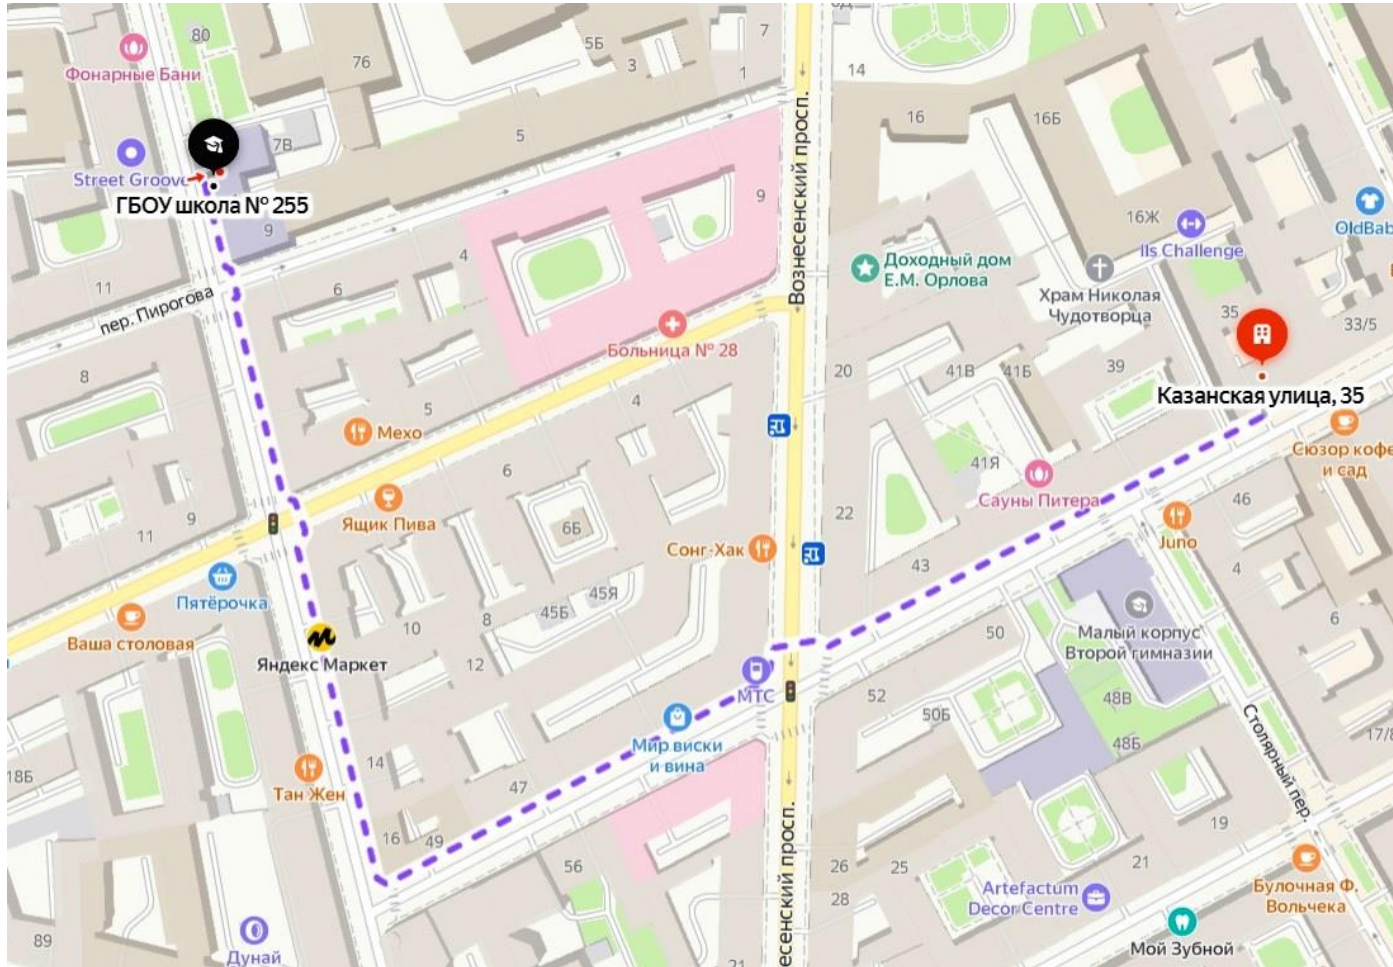 80
Фонарные Бани
76
5Б
3
7
1
14
16
16Б
7В
5
Street Groove
ГБОУ школа № 255
9
11
пер. Пирогова
6
4
9
Вознесенский просп.
Доходный дом
Е.М. Орлова
16Ж
Ils Challenge
OldBab
Храм Николая
Чудотворца
35
33/5
Больница № 28
Казанская улица, 35
8
5
Мехо
4
20
41В
41Б
39
Сюзор кофе
и сад
41Я
Сауны Питера
6
Ящик Пива
6Б
11
9
22
46
Juno
Сонг-Хак
43
4
Пятёрочка
45Я
45Б
8
10
Ваша столовая
Яндекс Маркет
12
50
Малый корпус
Второй гимназии
6
МТС
52
50Б
48В
48Б
Столярный пер.
17/8
Мир виски
и вина
14
47
18Б
Тан Жен
16
49
56
26
25
28
21
19
есенский просп.
Artefactum
Decor Centre
Булочная Ф.
Вольчека
89
Дунай
Мой Зубной
21